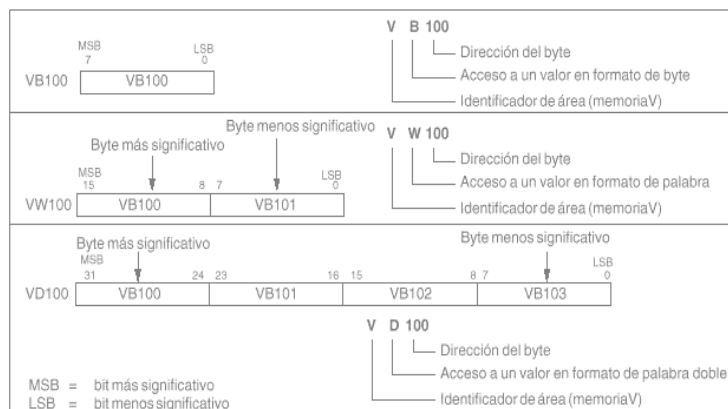 V B 100
MSB LSB
7 0
Dirección del byte
VB100 VB100
Acceso a un valor en formato de byte
Identificador de área (memoriaV)
Byte menos significativo
V W 100
Byte más significativo
Dirección del byte
MSB LSB
15 8 7 0
Acceso a un valor en formato de palabra
VW100 VB100 VB101
Identificador de área (memoriaV)
Byte más significativo Byte menos significativo
MSB LSB
31 24 23 16 15 8 7 0
VD100 VB100 VB101 VB102 VB103
V D 100
Dirección del byte
Acceso a un valor en formato de palabra doble
MSB = bit más significativo
Identificador de área (memoriaV)
LSB = bit menos significativo